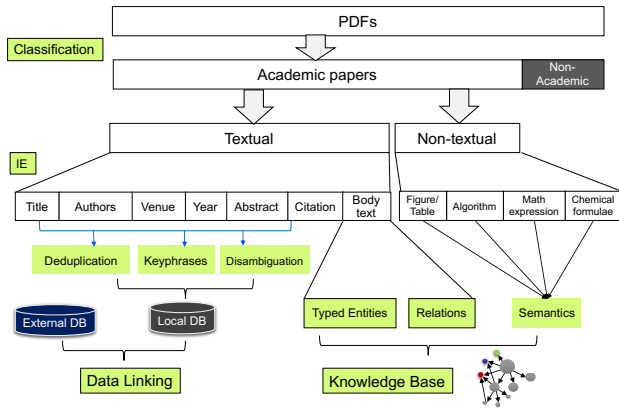 PDFs
Classification
Academic papers
Non-
Academic
Textual
Non-textual
IE
Title
Authors
Venue
Year
Abstract
Citation
Body
text
Figure/
Table
Algorithm
Math
expression
Chemical
formulae
Deduplication
Keyphrases
Disambiguation
External DB
Local DB
Typed Entities
Relations
Semantics
Data Linking
Knowledge Base